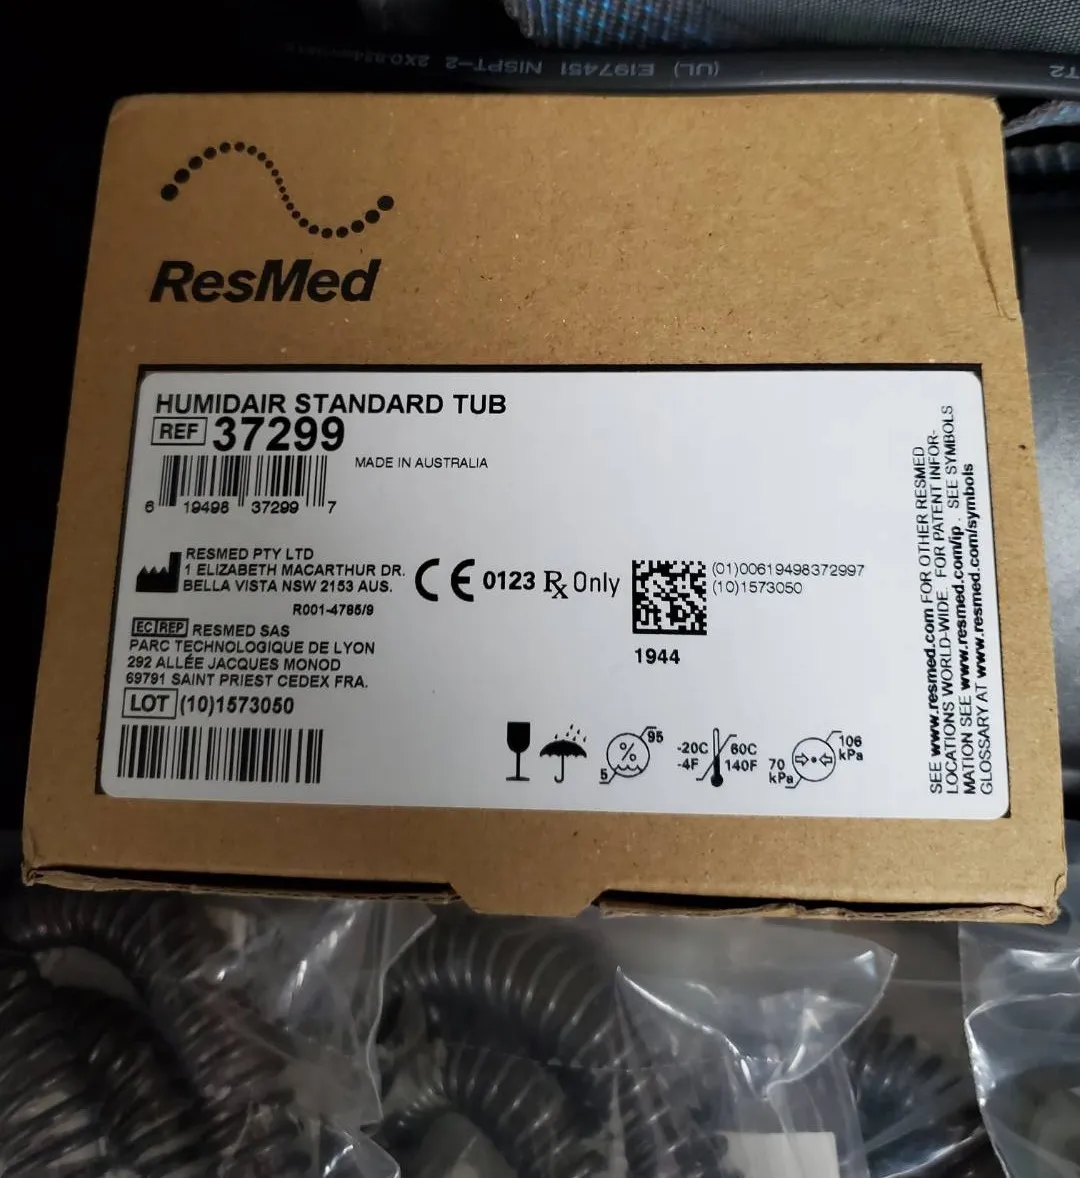 (UL) E197451 NISPT-2
ResMed
HUMIDAIR STANDARD TUB
REF 37299
MADE IN AUSTRALIA
6 19498 37299 7
RESMED PTY LTD
1 ELIZABETH MACARTHUR DR.
BELLA VISTA NSW 2153 AUS.
R001-4785/9
CE 0123 Rx Only
(01)00619498372997
(10)1573050
1944
EC REP RESMED SAS
PARC TECHNOLOGIQUE DE LYON
292 ALLÉE JACQUES MONOD
69791 SAINT PRIEST CEDEX FRA.
LOT (10)1573050
% 95
5
-20C 60C
-4F 140F
106
kPa
70
kPa
SEE www.resmed.com FOR OTHER RESMED
LOCATIONS WORLD-WIDE. FOR PATENT INFOR-
MATION SEE www.resmed.com/ip . SEE SYMBOLS
GLOSSARY AT www.resmed.com/symbols